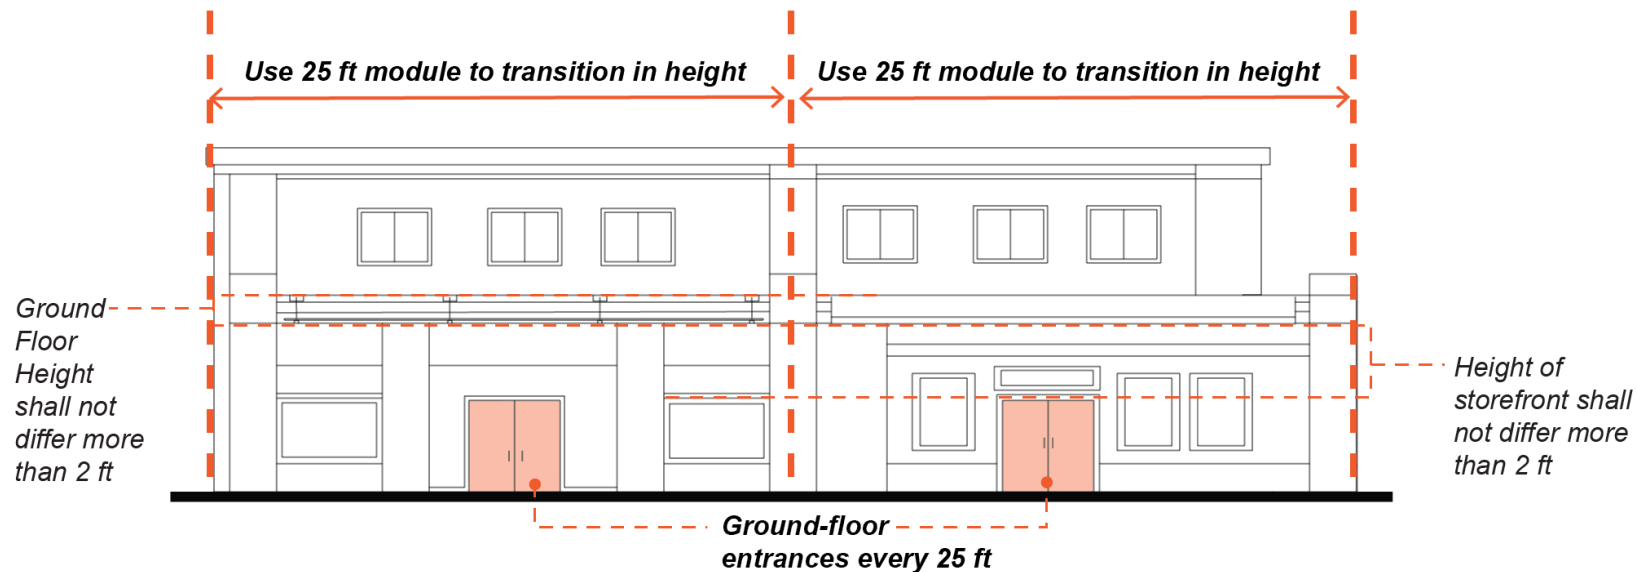 Use 25 ft module to transition in height
Use 25 ft module to transition in height
Ground
Floor
Height
shall not
differ more
than 2 ft
Height of
storefront shall
not differ more
than 2 ft
Ground-floor
entrances every 25 ft